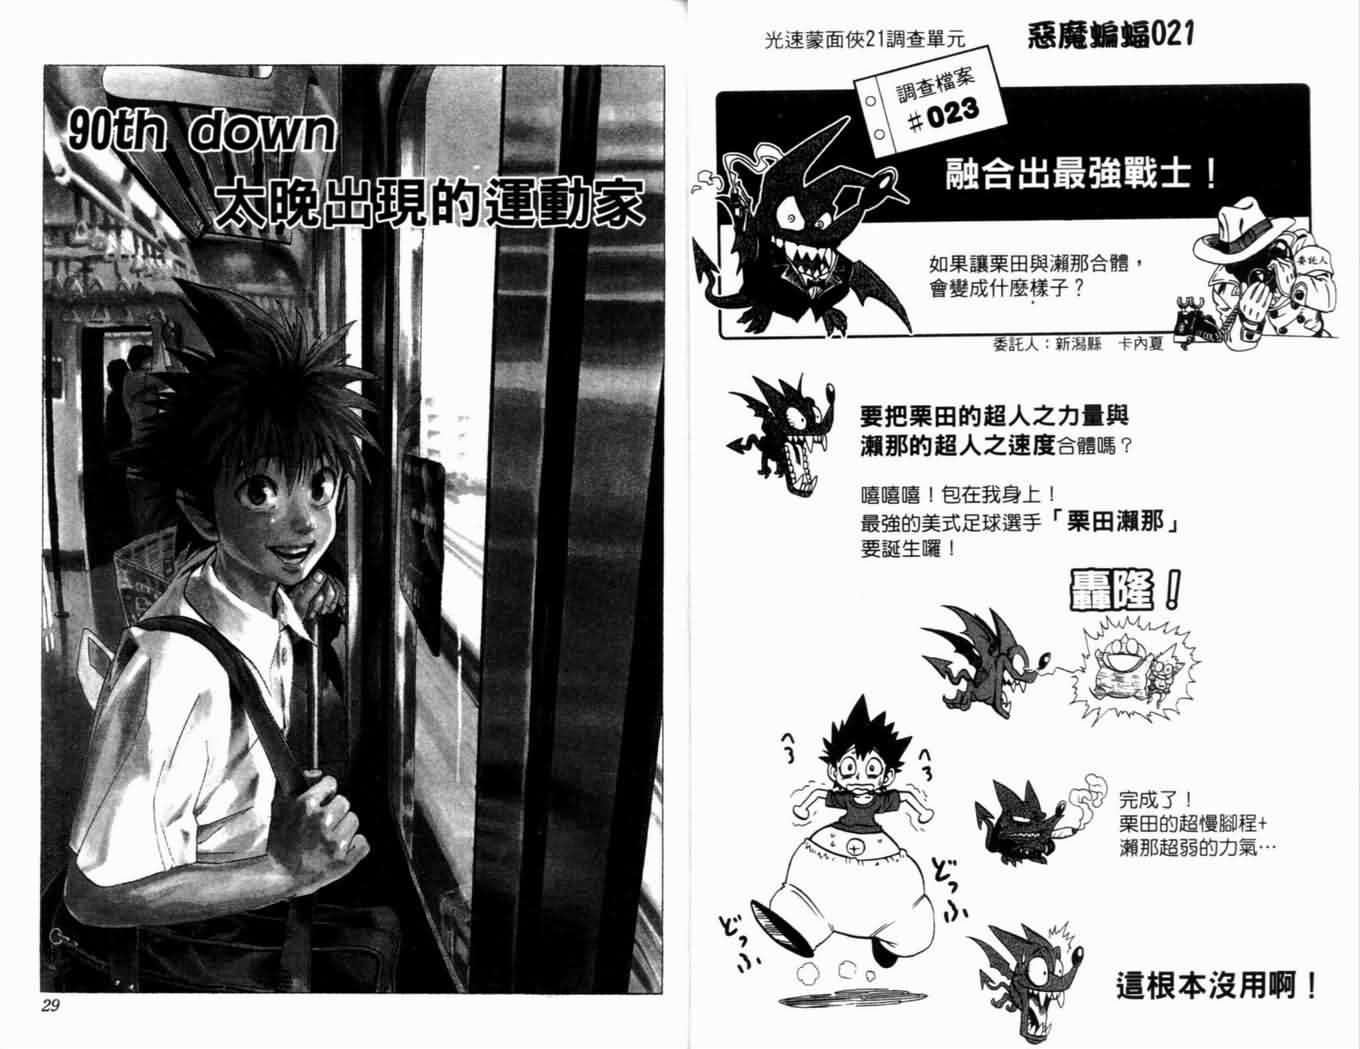 光速蒙面俠21調查單元
惡魔蝙蝠021
調查檔案
#023
融合出最強戰士！
如果讓栗田與瀨那合體，
會變成什麼樣子？
委託人
委託人：新潟縣　卡內夏
要把栗田的超人之力量與
瀨那的超人之速度合體嗎？
嘻嘻嘻！包在我身上！
最強的美式足球選手「栗田瀨那」
要誕生囉！
轟隆！
へろ
へろ
完成了！
栗田的超慢腳程+
瀨那超弱的力氣…
どっふ
どっふ
這根本沒用啊！
90th down
太晚出現的運動家
29